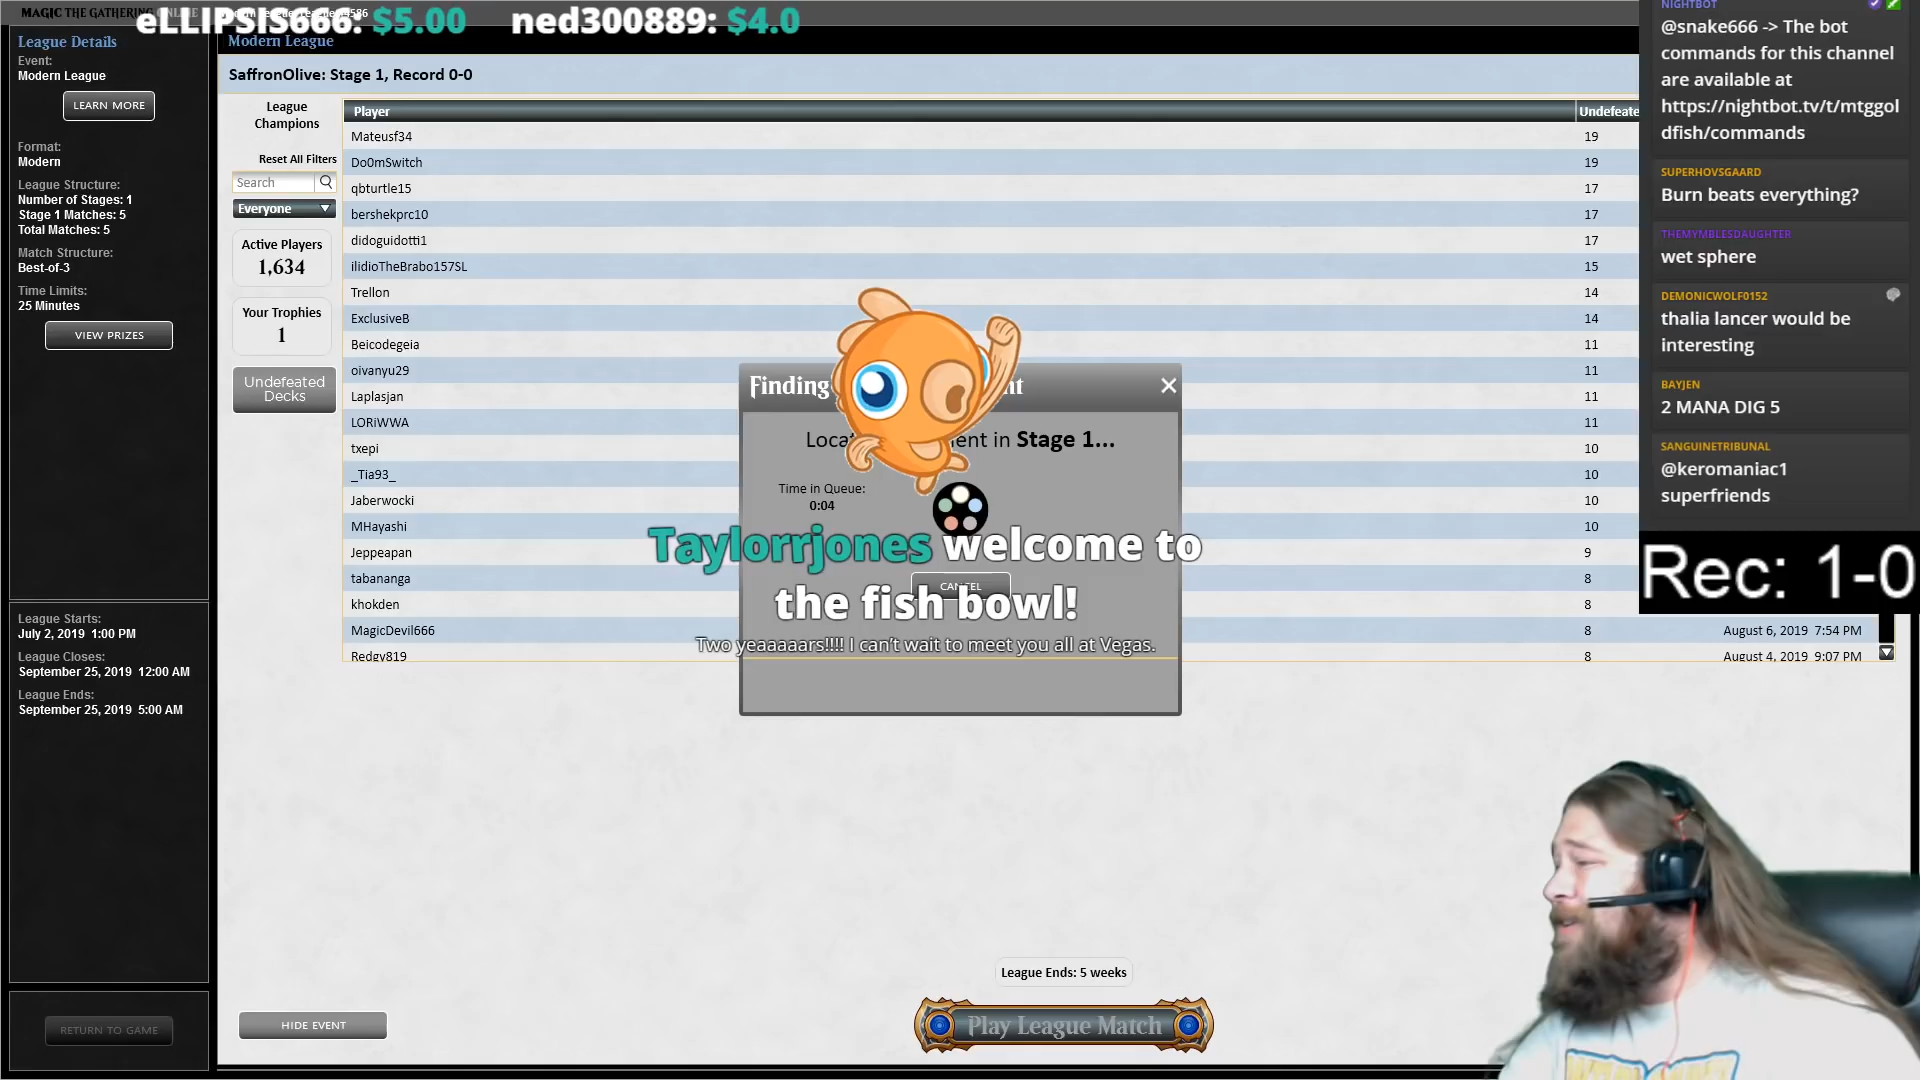 MAGIC THE GATHERING ONLINE
eLLIPSIS666: $5.00 ned300889: $4.0
League Details
Event:
Modern League
LEARN MORE
Format:
Modern
League Structure:
Number of Stages: 1
Stage 1 Matches: 5
Total Matches: 5
Match Structure:
Best-of-3
Time Limits:
25 Minutes
VIEW PRIZES
League Starts:
July 2, 2019 1:00 PM
League Closes:
September 25, 2019 12:00 AM
League Ends:
September 25, 2019 5:00 AM
RETURN TO GAME
Modern League
SaffronOlive: Stage 1, Record 0-0
League
Champions
Reset All Filters
Search
Everyone
Active Players
1,634
Your Trophies
1
Undefeated
Decks
Player Undefeate
Mateusf34 19
Do0mSwitch 19
qbturtle15 17
bershekprc10 17
didoguidotti1 17
ilidioTheBrabo157SL 15
Trellon 14
ExclusiveB 14
Beicodegeia 11
oivanyu29 11
Laplasjan 11
LORiWWA 11
txepi 10
_Tia93_ 10
Jaberwocki 10
MHayashi 10
Jeppeapan 9
tabananga 8
khokden 8
MagicDevil666 8 August 6, 2019 7:54 PM
Redgy819 8 August 4, 2019 9:07 PM
Finding
in Stage 1...
Time in Queue:
0:04
CANCEL
Taylorrjones welcome to
the fish bowl!
Two yeaaaaars!!!! I can't wait to meet you all at Vegas.
League Ends: 5 weeks
HIDE EVENT
Play League Match
NIGHTBOT
@snake666 -> The bot
commands for this channel
are available at
https://nightbot.tv/t/mtggol
dfish/commands
SUPERHOVSGAARD
Burn beats everything?
THEMYMBLESDAUGHTER
wet sphere
DEMONICWOLF0152
thalia lancer would be
interesting
BAYJEN
2 MANA DIG 5
SANGUINETRIBUNAL
@keromaniac1
superfriends
Rec: 1-0